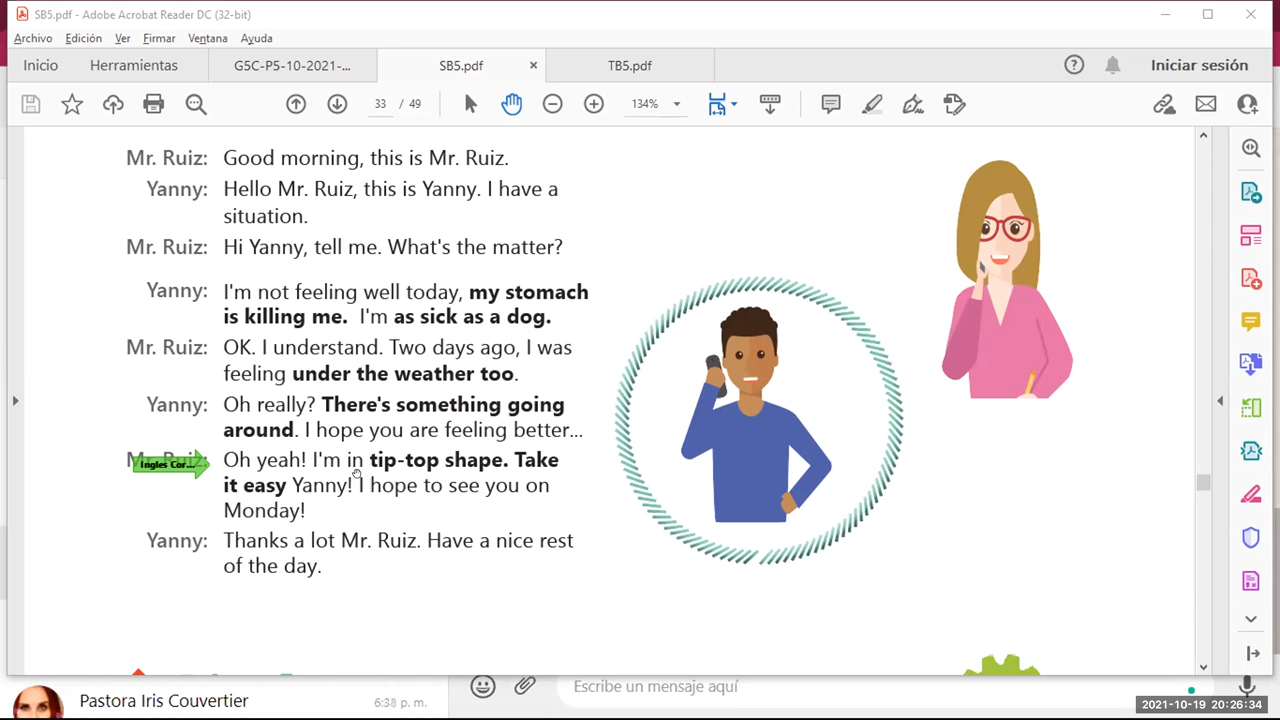 SB5.pdf - Adobe Acrobat Reader DC (32-bit)
Archivo Edición Ver Firmar Ventana Ayuda
Inicio Herramientas G5C-P5-10-2021-... SB5.pdf × TB5.pdf Iniciar sesión
33 / 49 134%
Mr. Ruiz: Good morning, this is Mr. Ruiz.
Yanny: Hello Mr. Ruiz, this is Yanny. I have a
situation.
Mr. Ruiz: Hi Yanny, tell me. What's the matter?
Yanny: I'm not feeling well today, my stomach
is killing me. I'm as sick as a dog.
Mr. Ruiz: OK. I understand. Two days ago, I was
feeling under the weather too.
Yanny: Oh really? There's something going
around. I hope you are feeling better...
Mr. Ruiz: Oh yeah! I'm in tip-top shape. Take
Ingles Cor...
it easy Yanny! I hope to see you on
Monday!
Yanny: Thanks a lot Mr. Ruiz. Have a nice rest
of the day.
Pastora Iris Couvertier 6:38 p. m. Escribe un mensaje aquí
2021-10-19 20:26:34